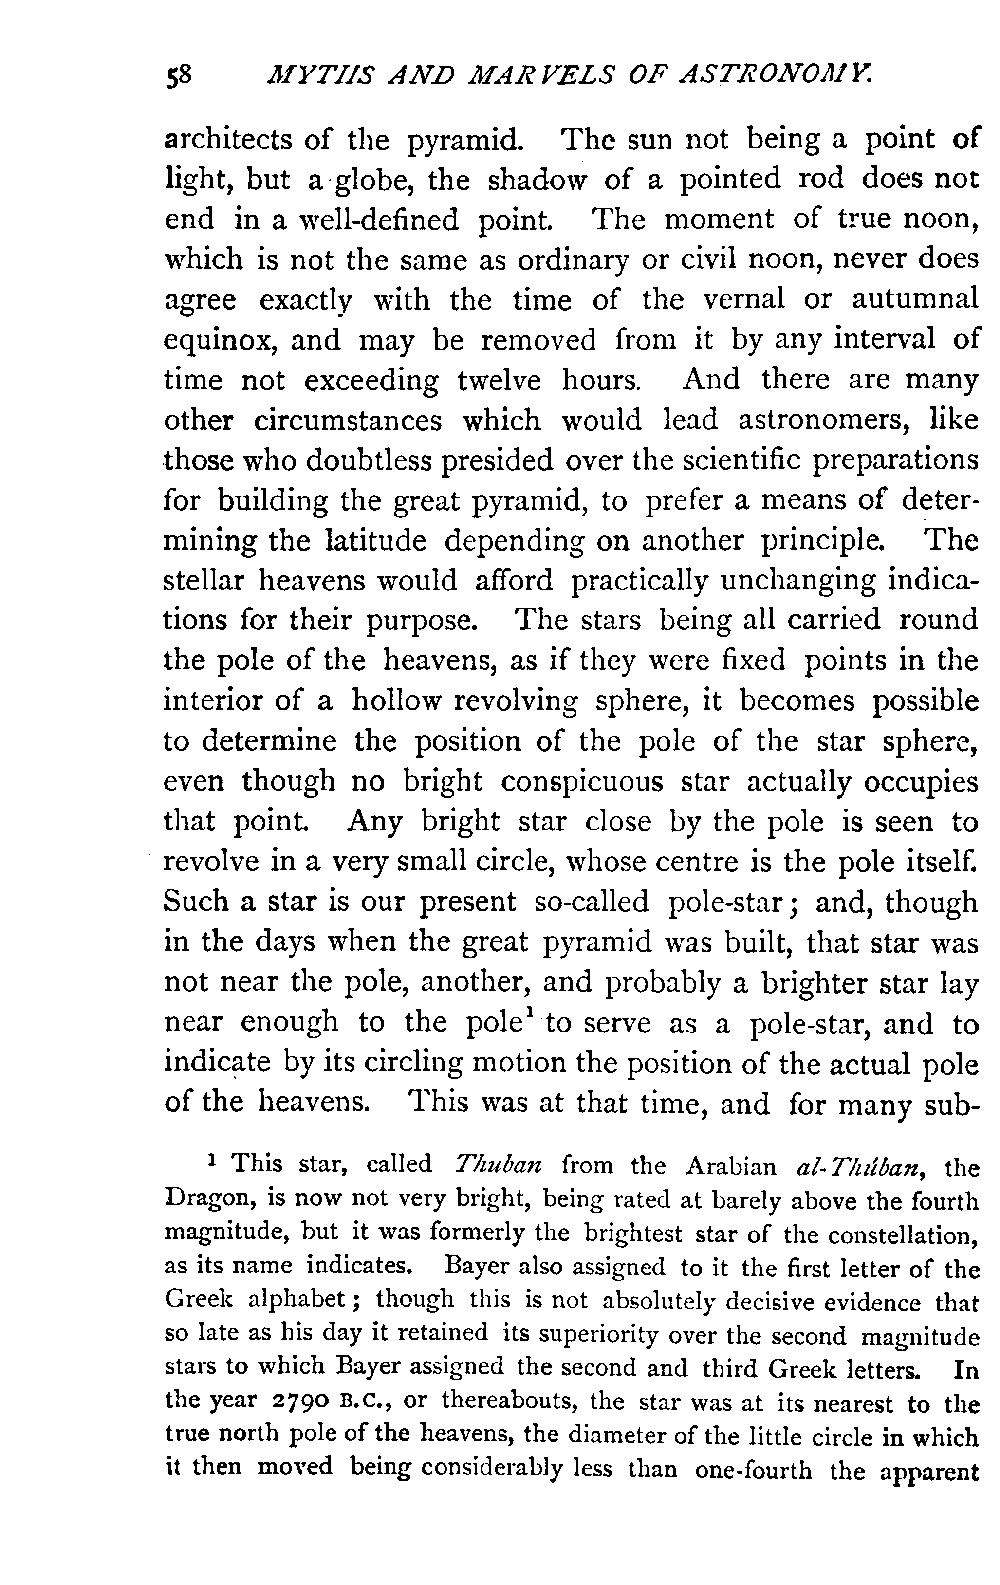 58 MYTHS AND MARVELS OF ASTRONOMY.
architects of the pyramid. The sun not being a point of
light, but a globe, the shadow of a pointed rod does not
end in a well-defined point. The moment of true noon,
which is not the same as ordinary or civil noon, never does
agree exactly with the time of the vernal or autumnal
equinox, and may be removed from it by any interval of
time not exceeding twelve hours. And there are many
other circumstances which would lead astronomers, like
those who doubtless presided over the scientific preparations
for building the great pyramid, to prefer a means of deter-
mining the latitude depending on another principle. The
stellar heavens would afford practically unchanging indica-
tions for their purpose. The stars being all carried round
the pole of the heavens, as if they were fixed points in the
interior of a hollow revolving sphere, it becomes possible
to determine the position of the pole of the star sphere,
even though no bright conspicuous star actually occupies
that point. Any bright star close by the pole is seen to
revolve in a very small circle, whose centre is the pole itself.
Such a star is our present so-called pole-star; and, though
in the days when the great pyramid was built, that star was
not near the pole, another, and probably a brighter star lay
near enough to the pole¹ to serve as a pole-star, and to
indicate by its circling motion the position of the actual pole
of the heavens. This was at that time, and for many sub-
¹ This star, called Thuban from the Arabian al-Thúban, the
Dragon, is now not very bright, being rated at barely above the fourth
magnitude, but it was formerly the brightest star of the constellation,
as its name indicates. Bayer also assigned to it the first letter of the
Greek alphabet; though this is not absolutely decisive evidence that
so late as his day it retained its superiority over the second magnitude
stars to which Bayer assigned the second and third Greek letters. In
the year 2790 B.C., or thereabouts, the star was at its nearest to the
true north pole of the heavens, the diameter of the little circle in which
it then moved being considerably less than one-fourth the apparent